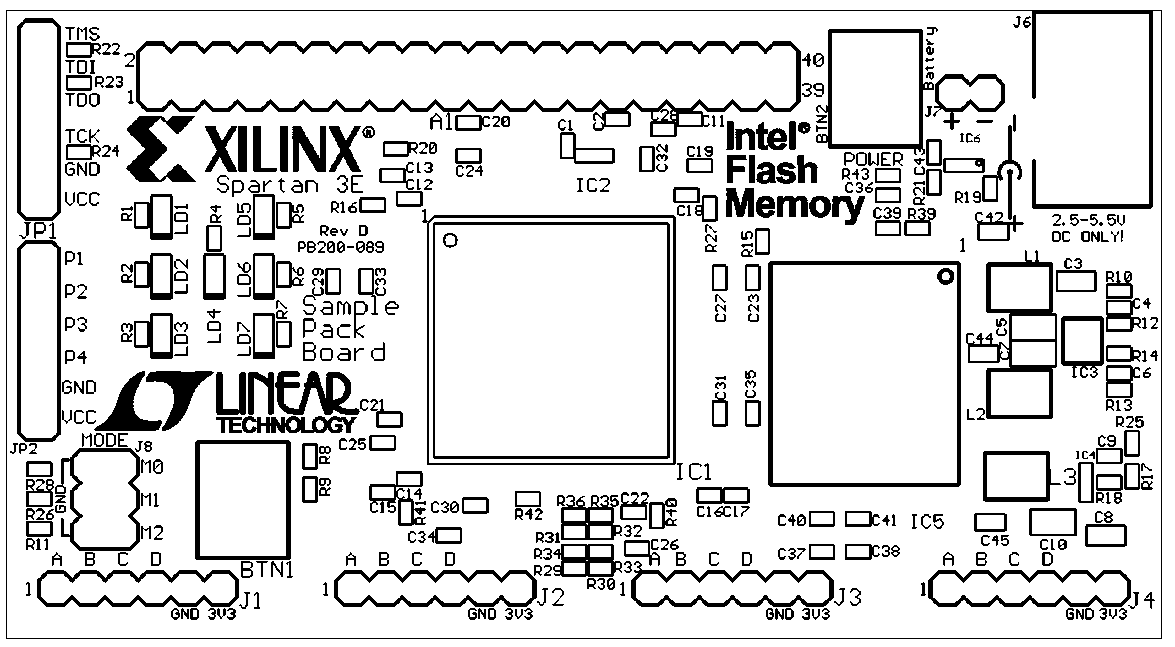 TMS
R22
TDI
R23
TDO
TCK
R24
GND
VCC
JP1
P1
P2
P3
P4
GND
VCC
JP2
2
1
40
39
A1
C20
C24
R20
C13
C12
R16
C1
C2
C28
C11
C32
C19
IC2
C18
R27
XILINX®
Spartan 3E
Rev D
PB200-089
Intel®
Flash
Memory
BTN2
Battery
J7
J6
+ -
IC6
POWER
R43
C36
C39
R39
C43
R21
R19
C42
- +
2.5-5.5V
DC ONLY!
R1
LD1
R4
LD5
R5
R2
LD2
LD4
LD6
R6
R3
LD3
LD7
R7
C29
C33
Sample
Pack
Board
LINEAR
TECHNOLOGY
C21
C25
1
IC1
R15
C27
C23
C31
C35
1
IC5
L1
C3
R10
C4
R12
C5
C7
C44
IC3
R14
C6
R13
L2
R25
C9
IC4
R17
R18
L3
C45
C10
C8
MODE
J8
M0
M1
M2
GND
R28
R26
R11
BTN1
R8
R9
C14
C15
R41
C30
C34
R42
R36
R35
C22
R40
R31
R32
R34
C26
R29
R33
R30
C16
C17
C40
C41
C37
C38
A B C D
1
J1
GND 3V3
A B C D
1
J2
GND 3V3
A B C D
1
J3
GND 3V3
A B C D
1
J4
GND 3V3